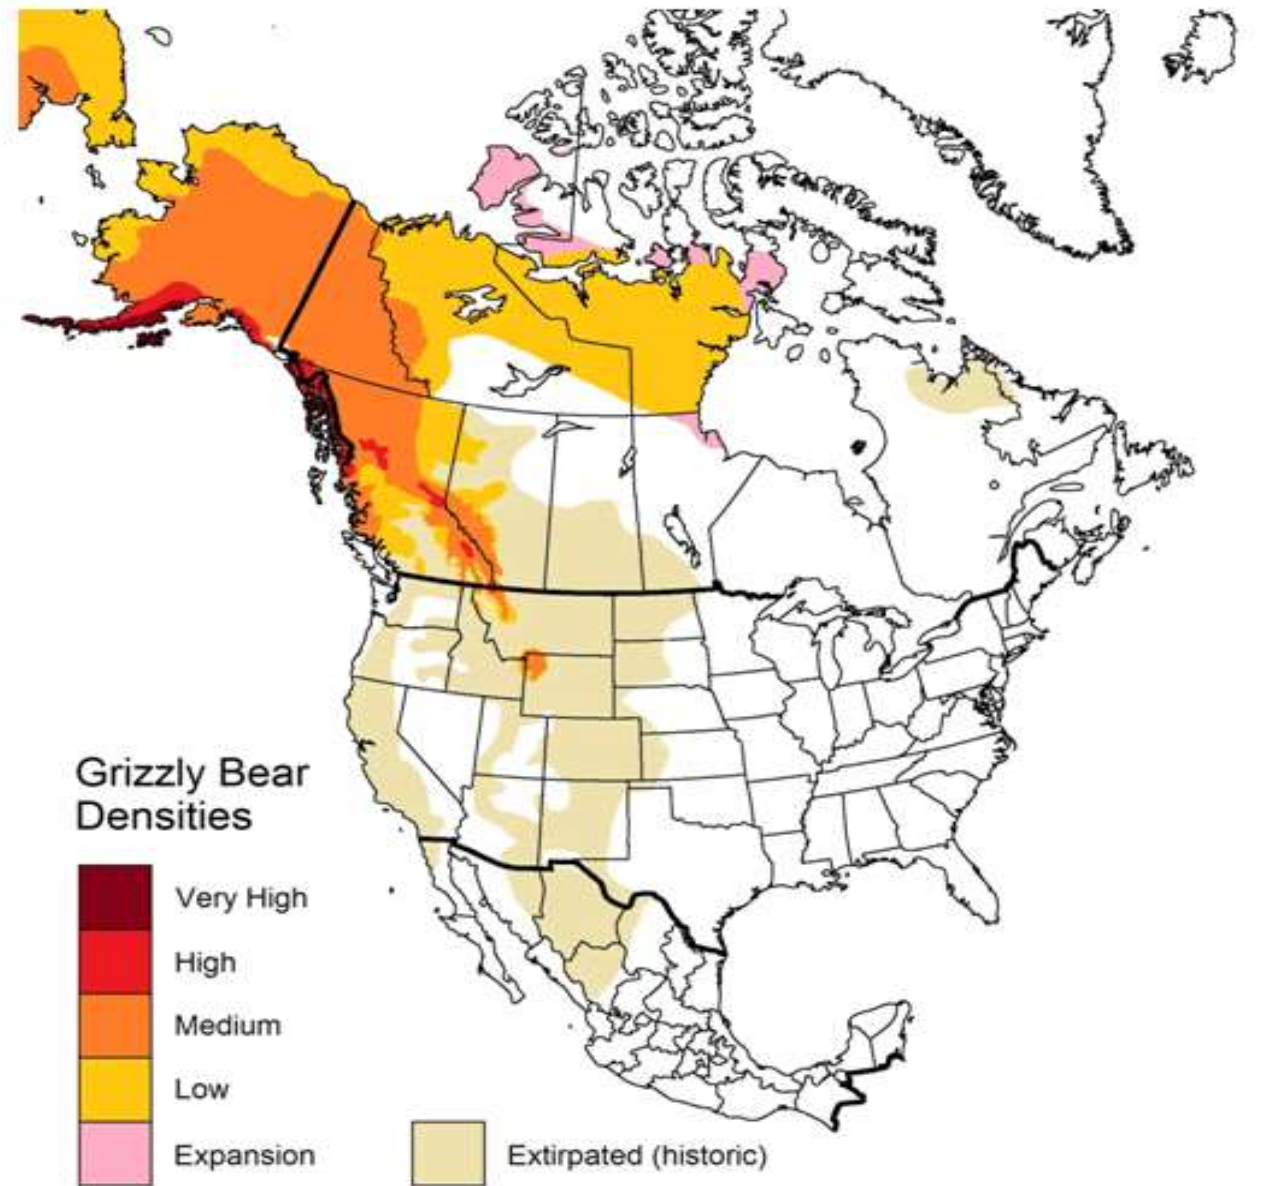 Grizzly Bear
Densities
Very High
High
Medium
Low
Expansion
Extirpated (historic)